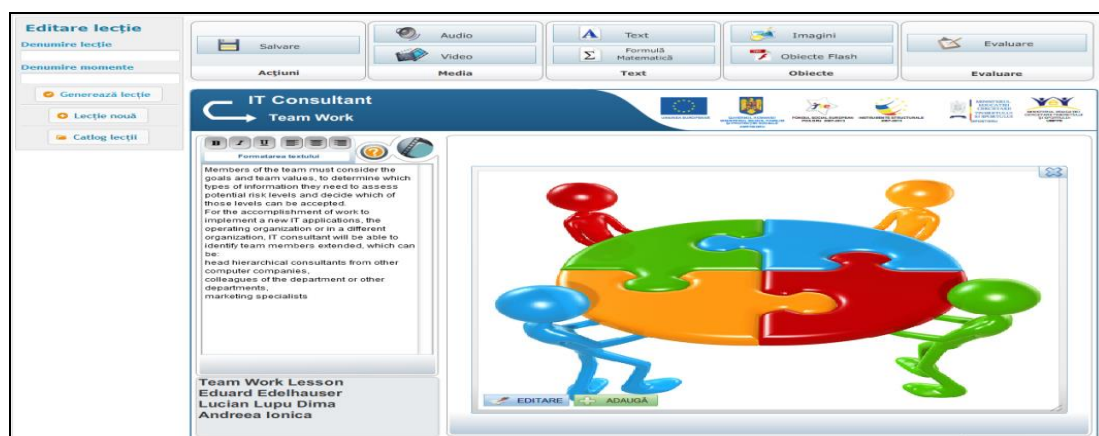 Editare lecție
Denumire lecție
Denumire momente
Generează lecție
Lecție nouă
Catlog lecții
Salvare
Acțiuni
Audio
Video
Media
Text
Formulă
Matematică
Text
Imagini
Obiecte Flash
Obiecte
Evaluare
Evaluare
IT Consultant
Team Work
B I U
Formatarea textului
Members of the team must consider the
goals and team values, to determine which
types of information they need to assess
potential risk levels and decide which of
those levels can be accepted.
For the accomplishment of work to
implement a new IT applications, the
operating organization or in a different
organization, IT consultant will be able to
identify team members extended, which can
be:
head hierarchical consultants from other
computer companies,
colleagues of the department or other
departments,
marketing specialists
EDITARE
ADAUGĂ
Team Work Lesson
Eduard Edelhauser
Lucian Lupu Dima
Andreea Ionica